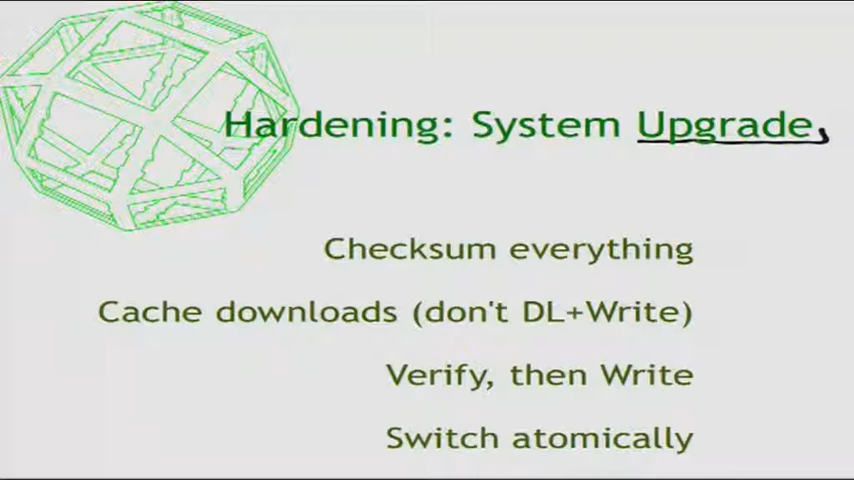 Hardening: System Upgrade
Checksum everything
Cache downloads (don't DL+Write)
Verify, then Write
Switch atomically